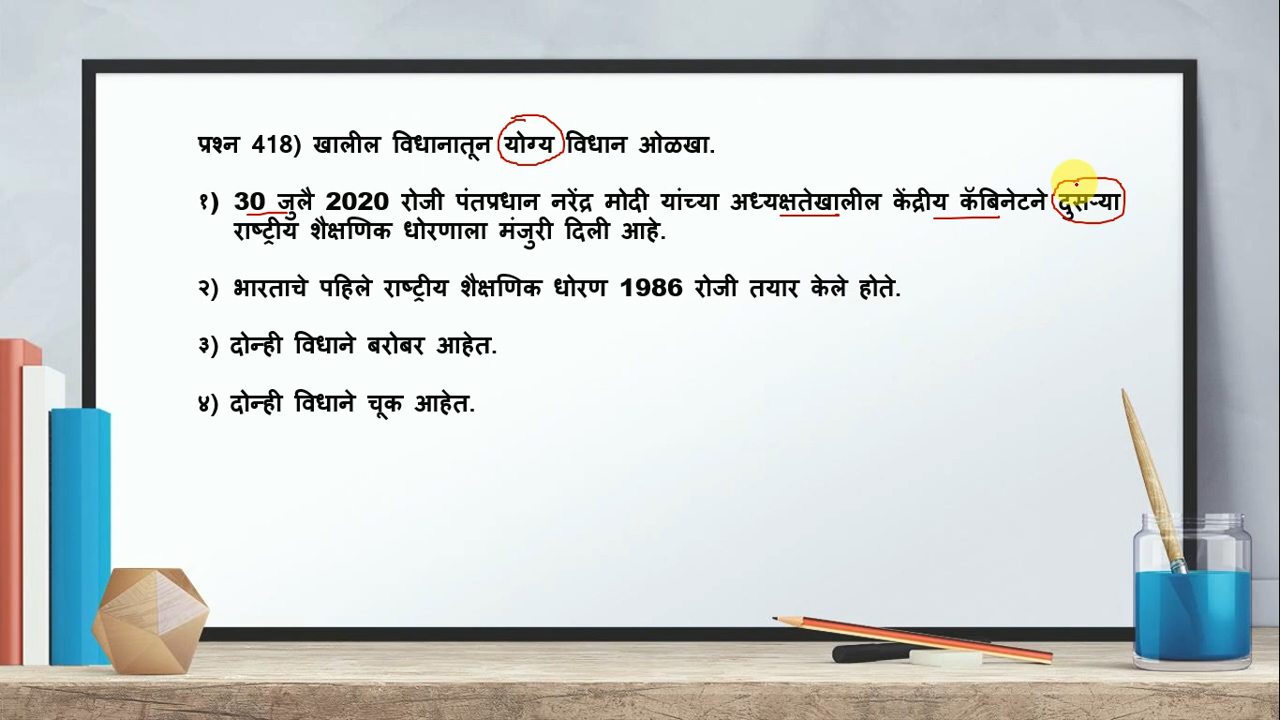 प्रश्न 418) खालील विधानातून योग्य विधान ओळखा.
१) 30 जुलै 2020 रोजी पंतप्रधान नरेंद्र मोदी यांच्या अध्यक्षतेखालील केंद्रीय कॅबिनेटने दुसऱ्या
राष्ट्रीय शैक्षणिक धोरणाला मंजुरी दिली आहे.
२) भारताचे पहिले राष्ट्रीय शैक्षणिक धोरण 1986 रोजी तयार केले होते.
३) दोन्ही विधाने बरोबर आहेत.
४) दोन्ही विधाने चूक आहेत.